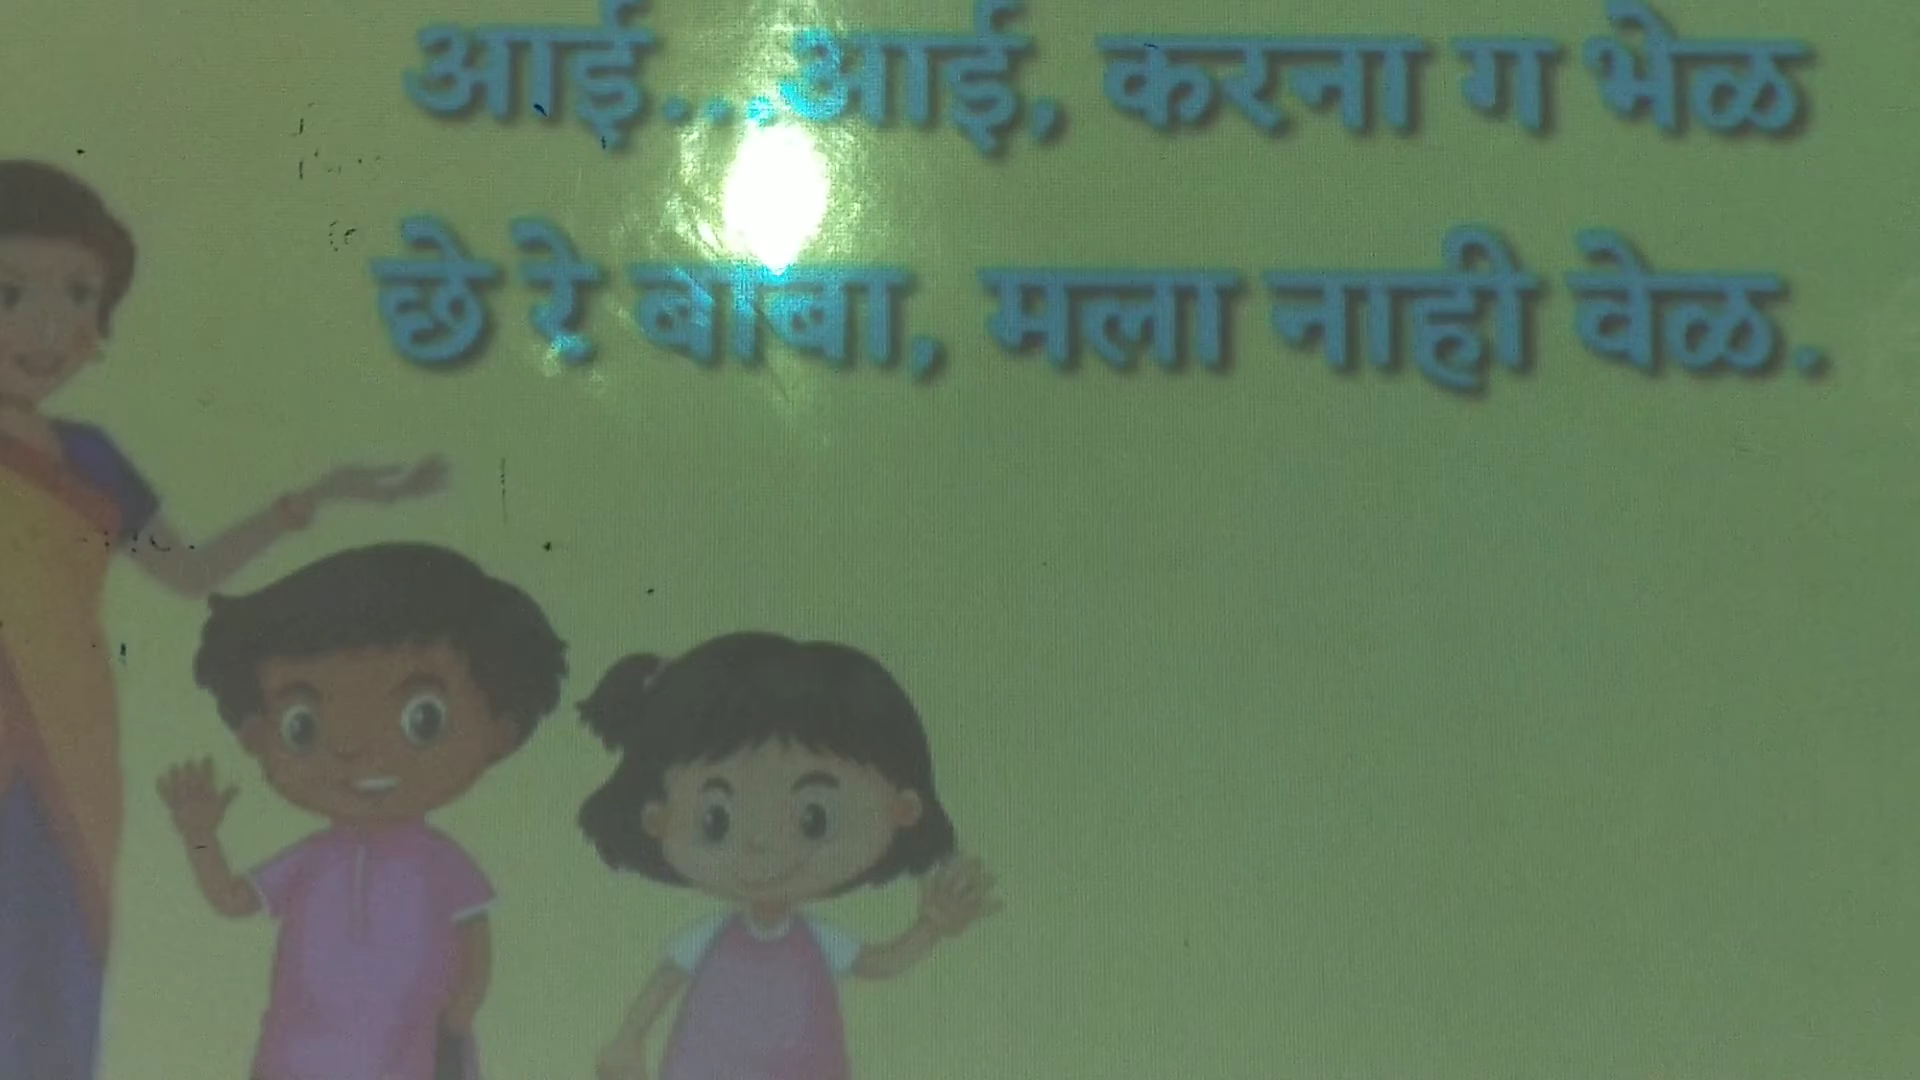 आई...आई, करना ग भेळ
छे रे बाबा, मला नाही वेळ.